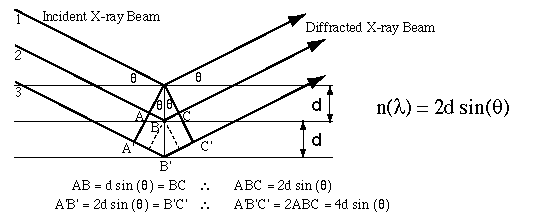 1 Incident X-ray Beam
Diffracted X-ray Beam
2
3 θ θ
θ θ
A C d
B' n(λ) = 2d sin(θ)
A' C' d
B'
AB = d sin (θ) = BC ∴ ABC = 2d sin (θ)
A'B' = 2d sin (θ) = B'C' ∴ A'B'C' = 2ABC = 4d sin (θ)